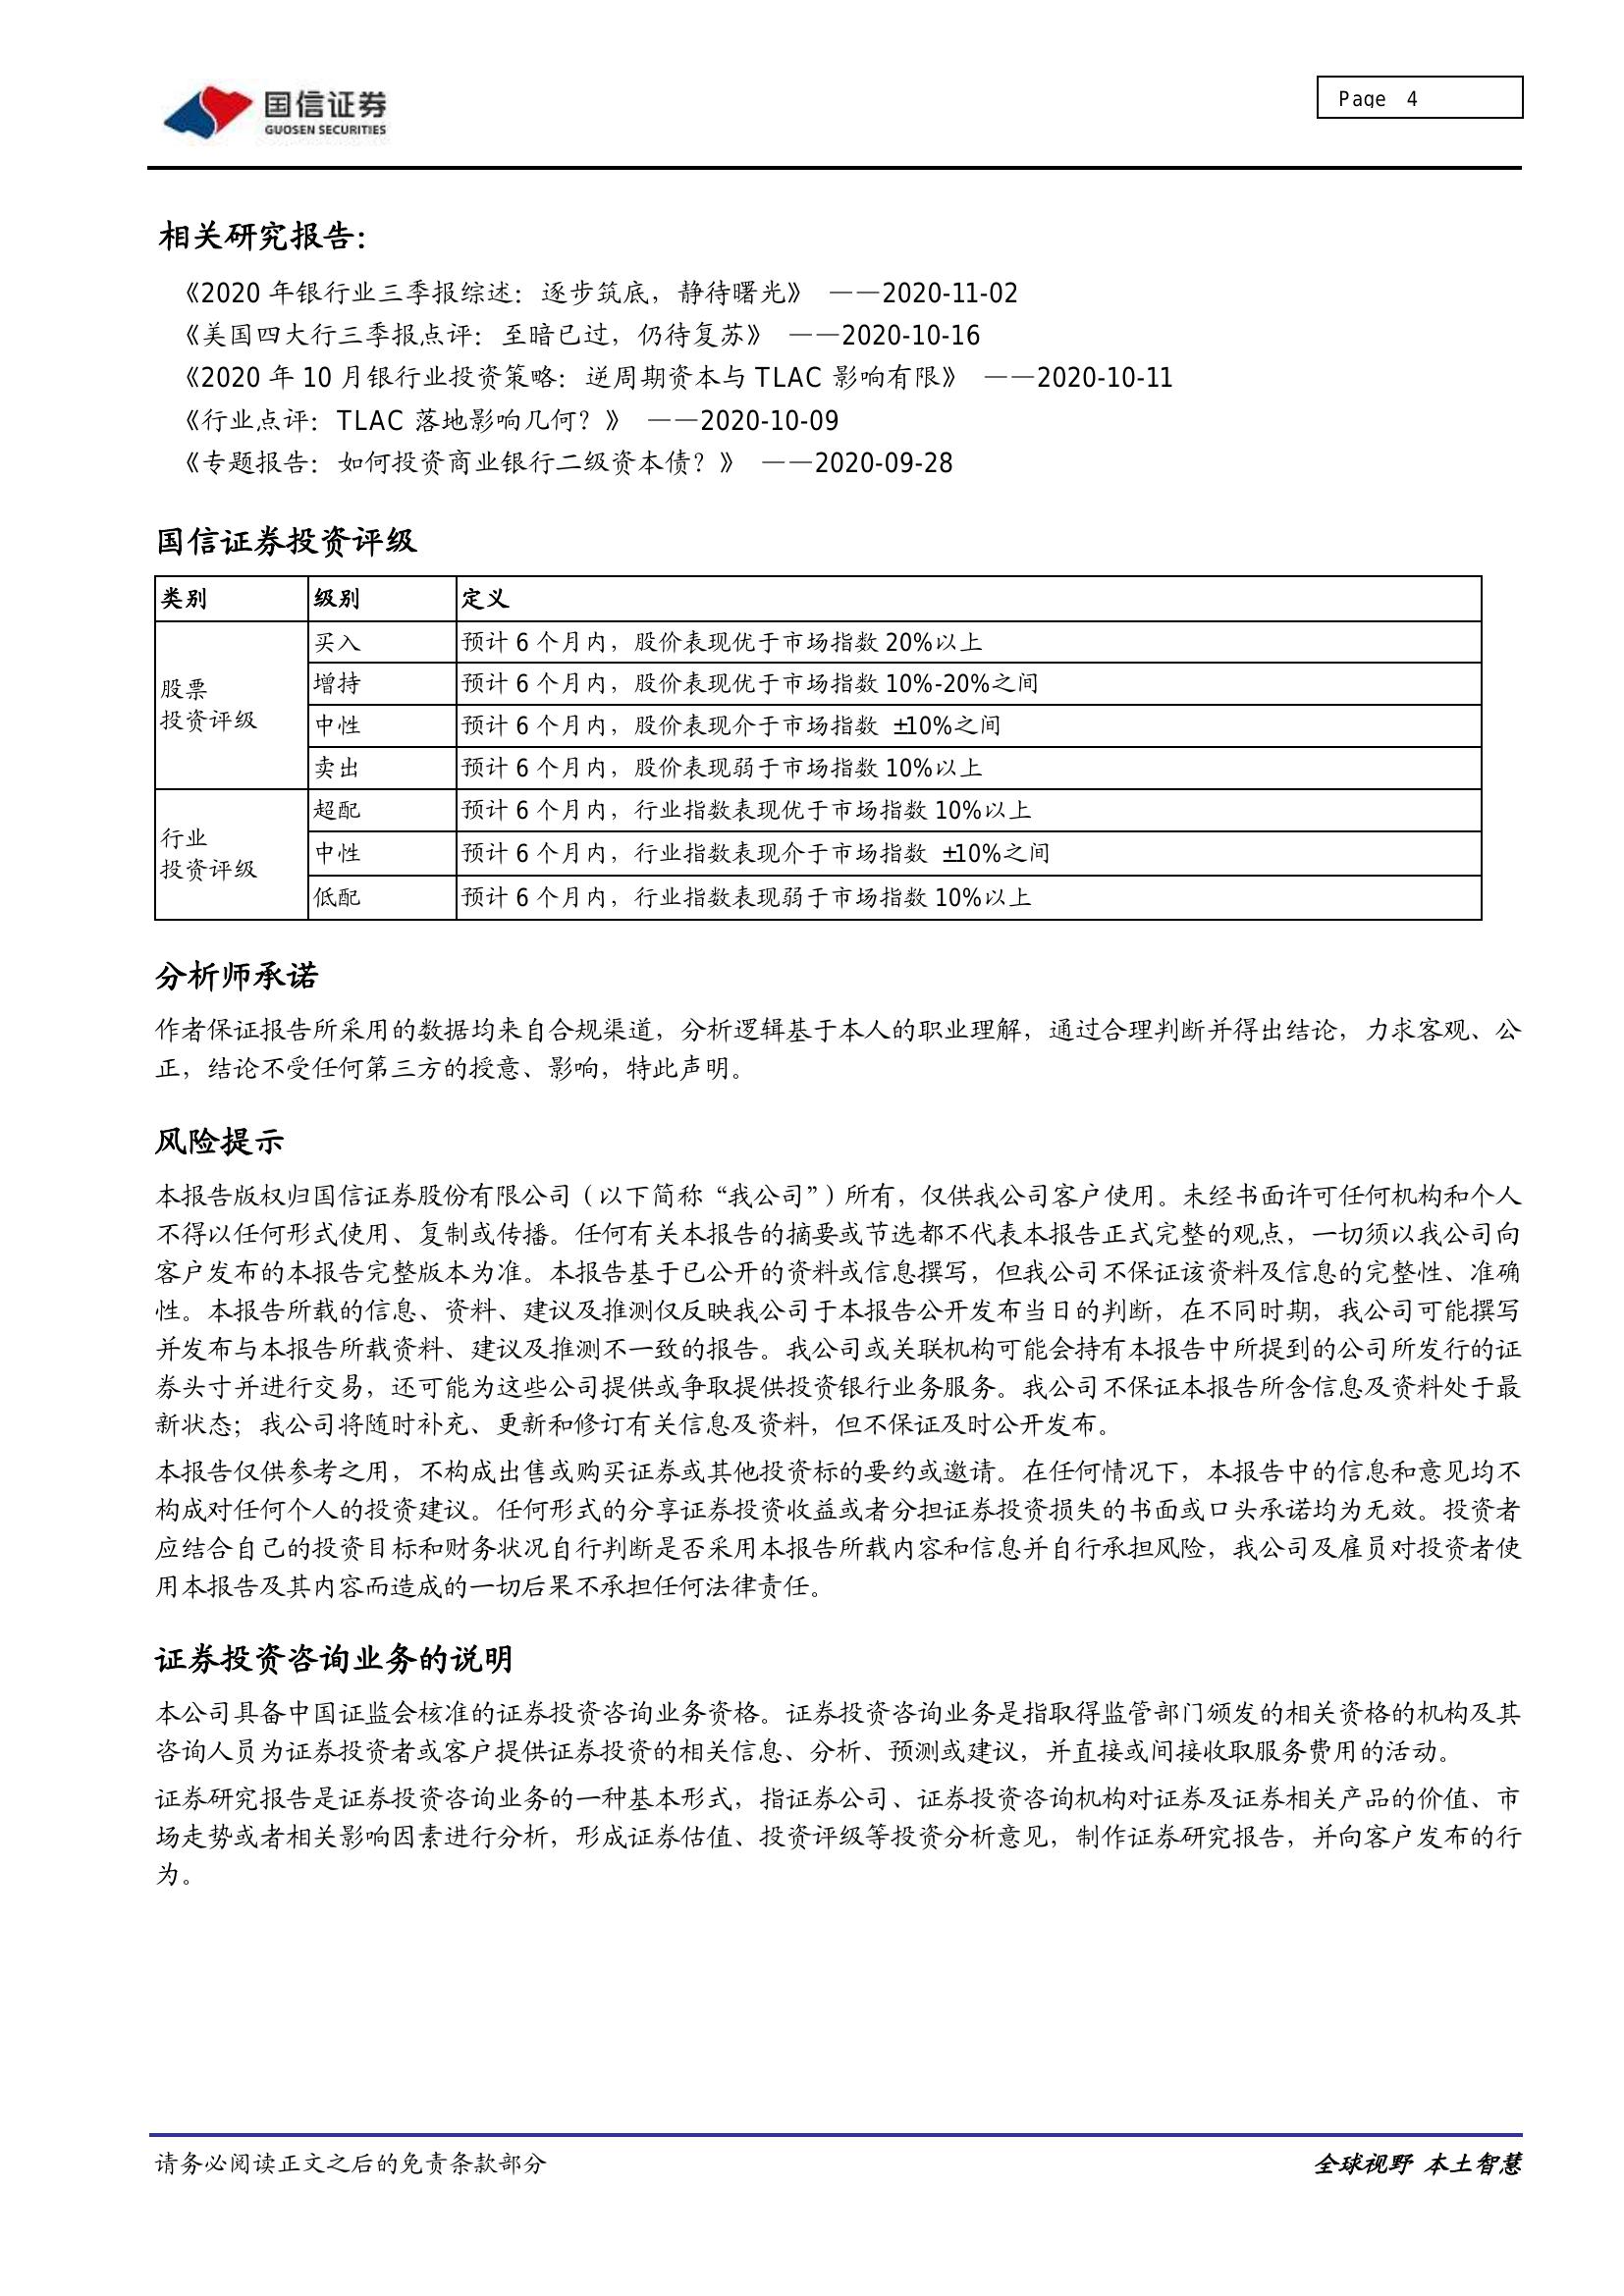 国信证券
GUOSEN SECURITIES
Page 4
相关研究报告：
《2020 年银行业三季报综述：逐步筑底，静待曙光》 ——2020-11-02
《美国四大行三季报点评：至暗已过，仍待复苏》 ——2020-10-16
《2020 年 10 月银行业投资策略：逆周期资本与 TLAC 影响有限》 ——2020-10-11
《行业点评：TLAC 落地影响几何？》 ——2020-10-09
《专题报告：如何投资商业银行二级资本债？》 ——2020-09-28
国信证券投资评级
类别 级别 定义
股票
投资评级
买入 预计 6 个月内，股价表现优于市场指数 20%以上
增持 预计 6 个月内，股价表现优于市场指数 10%-20%之间
中性 预计 6 个月内，股价表现介于市场指数 ±10%之间
卖出 预计 6 个月内，股价表现弱于市场指数 10%以上
行业
投资评级
超配 预计 6 个月内，行业指数表现优于市场指数 10%以上
中性 预计 6 个月内，行业指数表现介于市场指数 ±10%之间
低配 预计 6 个月内，行业指数表现弱于市场指数 10%以上
分析师承诺
作者保证报告所采用的数据均来自合规渠道，分析逻辑基于本人的职业理解，通过合理判断并得出结论，力求客观、公
正，结论不受任何第三方的授意、影响，特此声明。
风险提示
本报告版权归国信证券股份有限公司（以下简称“我公司”）所有，仅供我公司客户使用。未经书面许可任何机构和个人
不得以任何形式使用、复制或传播。任何有关本报告的摘要或节选都不代表本报告正式完整的观点，一切须以我公司向
客户发布的本报告完整版本为准。本报告基于已公开的资料或信息撰写，但我公司不保证该资料及信息的完整性、准确
性。本报告所载的信息、资料、建议及推测仅反映我公司于本报告公开发布当日的判断，在不同时期，我公司可能撰写
并发布与本报告所载资料、建议及推测不一致的报告。我公司或关联机构可能会持有本报告中所提到的公司所发行的证
券头寸并进行交易，还可能为这些公司提供或争取提供投资银行业务服务。我公司不保证本报告所含信息及资料处于最
新状态；我公司将随时补充、更新和修订有关信息及资料，但不保证及时公开发布。
本报告仅供参考之用，不构成出售或购买证券或其他投资标的要约或邀请。在任何情况下，本报告中的信息和意见均不
构成对任何个人的投资建议。任何形式的分享证券投资收益或者分担证券投资损失的书面或口头承诺均为无效。投资者
应结合自己的投资目标和财务状况自行判断是否采用本报告所载内容和信息并自行承担风险，我公司及雇员对投资者使
用本报告及其内容而造成的一切后果不承担任何法律责任。
证券投资咨询业务的说明
本公司具备中国证监会核准的证券投资咨询业务资格。证券投资咨询业务是指取得监管部门颁发的相关资格的机构及其
咨询人员为证券投资者或客户提供证券投资的相关信息、分析、预测或建议，并直接或间接收取服务费用的活动。
证券研究报告是证券投资咨询业务的一种基本形式，指证券公司、证券投资咨询机构对证券及证券相关产品的价值、市
场走势或者相关影响因素进行分析，形成证券估值、投资评级等投资分析意见，制作证券研究报告，并向客户发布的行
为。
请务必阅读正文之后的免责条款部分
全球视野 本土智慧